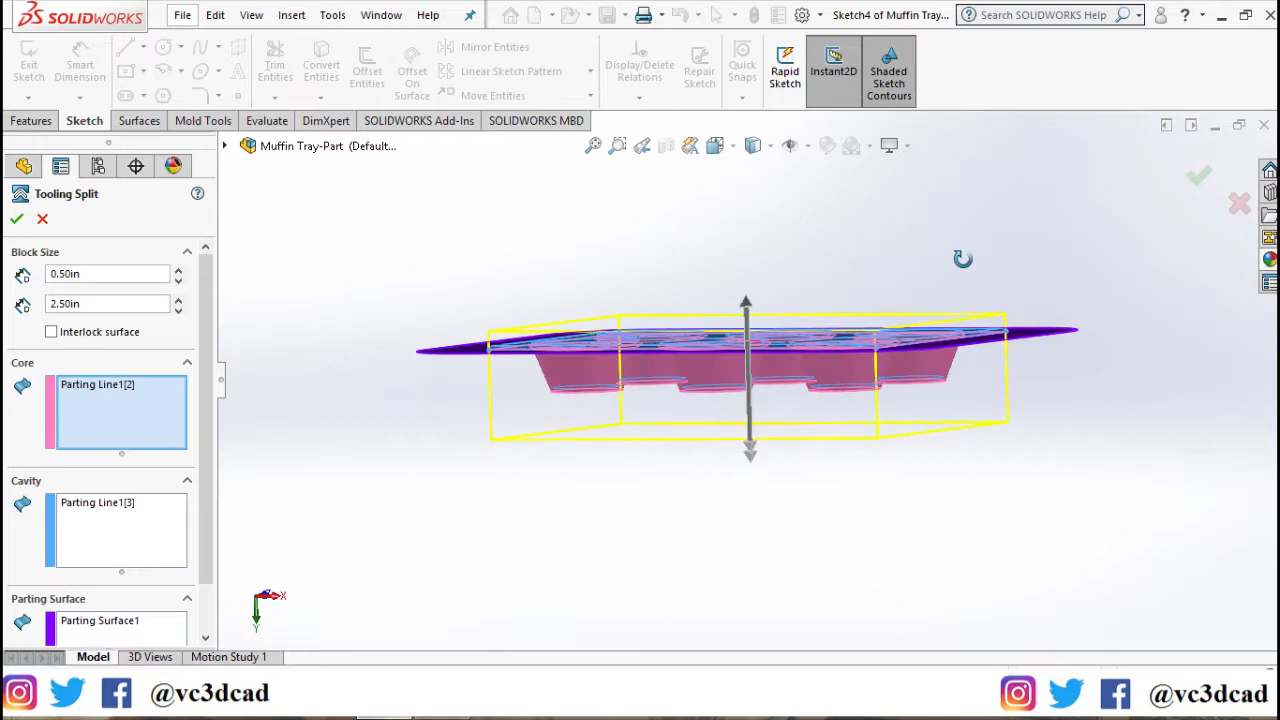 SOLIDWORKS File Edit View Insert Tools Window Help Sketch4 of Muffin Tray... Search SOLIDWORKS Help ?
Exit Sketch Smart Dimensions Trim Entities Convert Entities Offset Entities Offset On Surface Mirror Entities Linear Sketch Pattern Move Entities Display/Delete Relations Repair Sketch Quick Snaps Rapid Sketch Instant2D Shaded Sketch Contours
Features Sketch Surfaces Mold Tools Evaluate DimXpert SOLIDWORKS Add-Ins SOLIDWORKS MBD
Muffin Tray-Part (Default...
Tooling Split
Block Size
0.50in
2.50in
Interlock surface
Core
Parting Line1[2]
Cavity
Parting Line1[3]
Parting Surface
Parting Surface1
X
Y
Model 3D Views Motion Study 1
@vc3dcad @vc3dcad